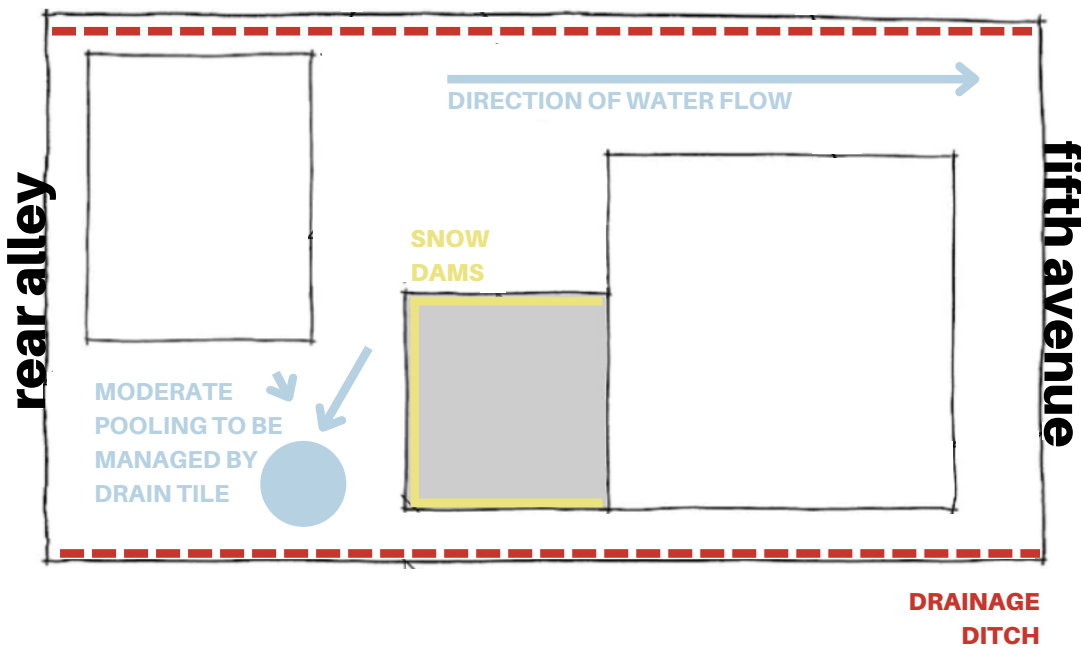 DIRECTION OF WATER FLOW
rear alley
fifth avenue
SNOW
DAMS
MODERATE
POOLING TO BE
MANAGED BY
DRAIN TILE
DRAINAGE
DITCH